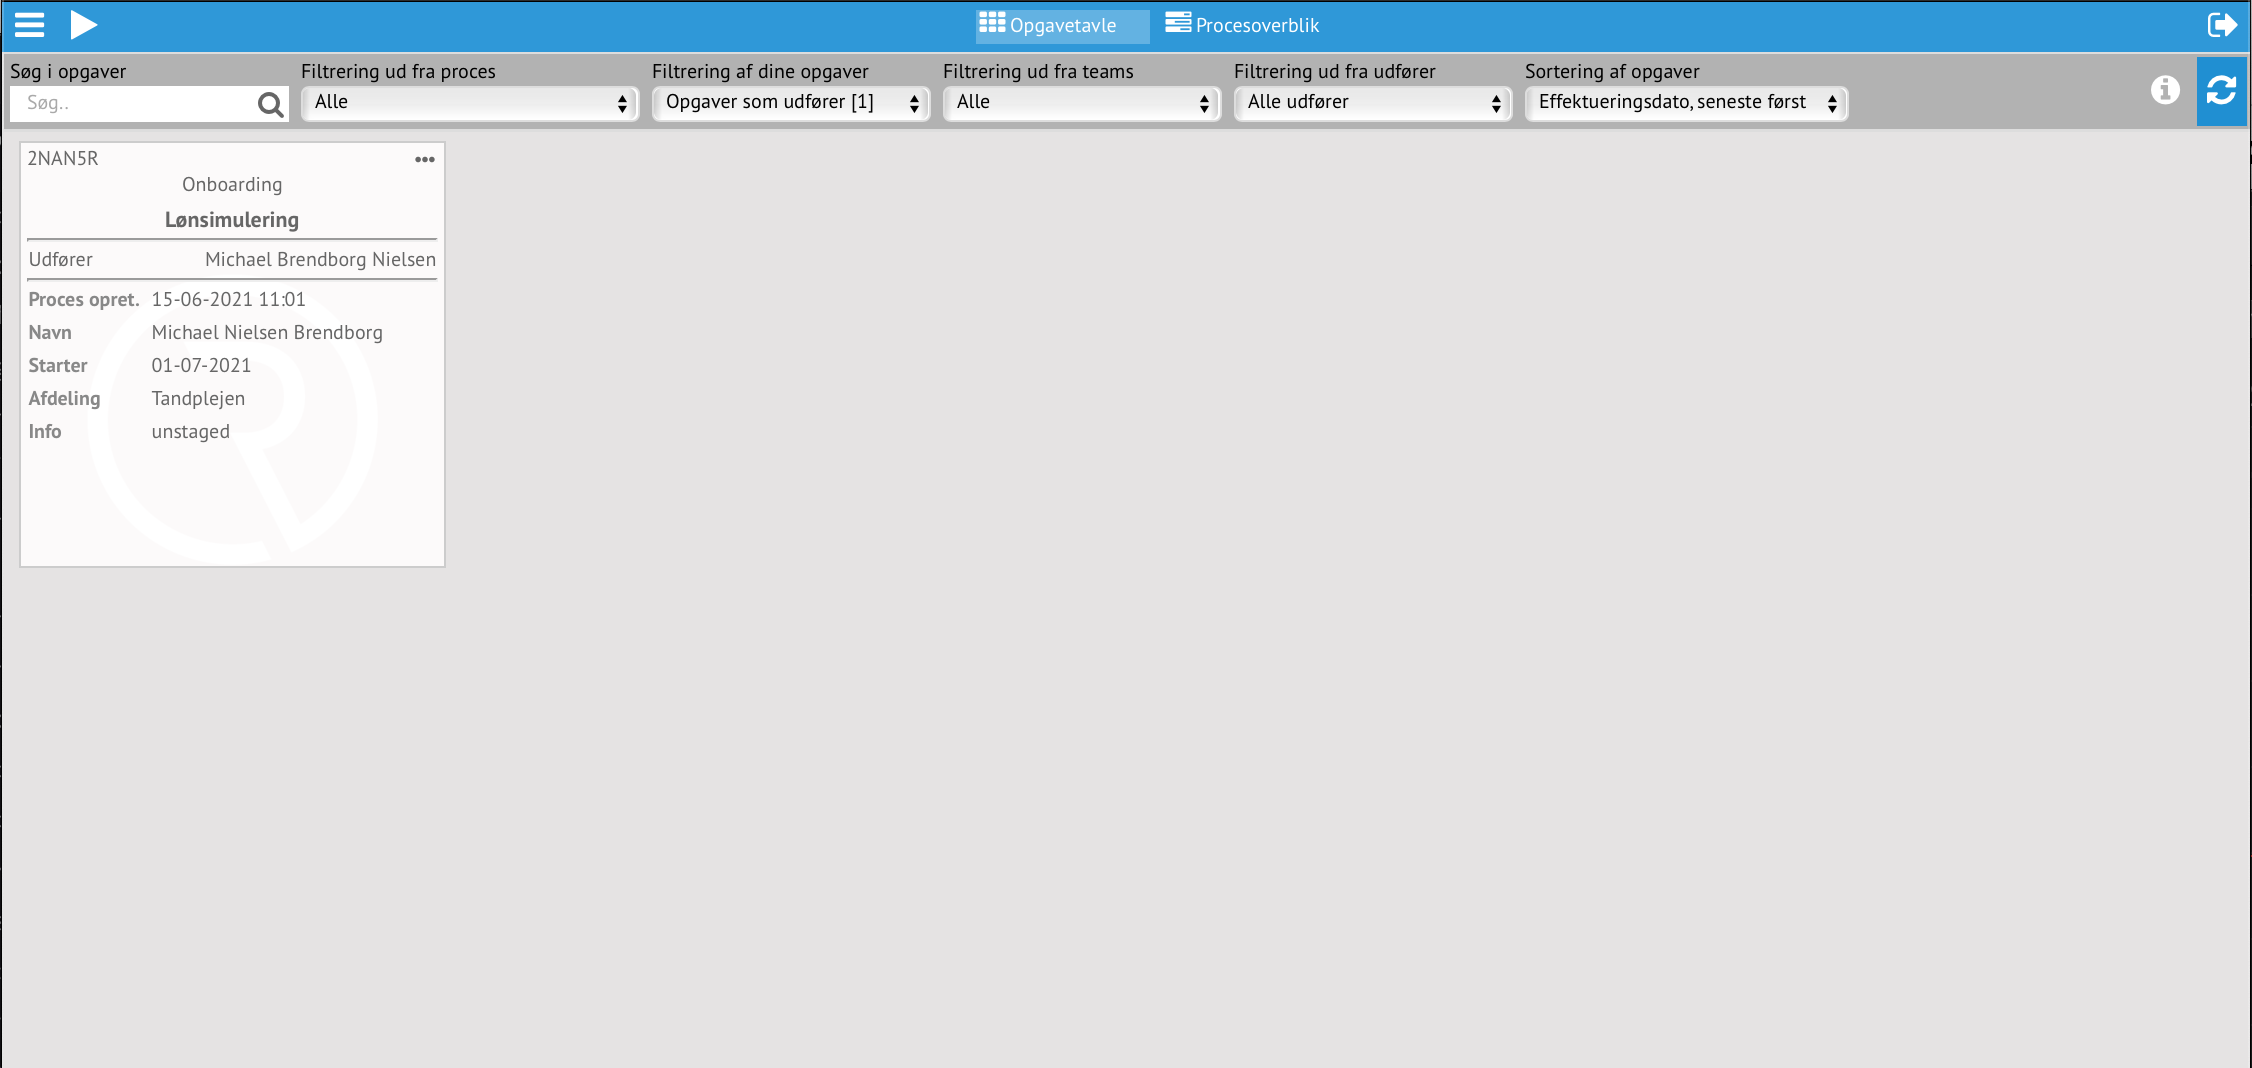 Opgavetavle
Procesoverblik
Søg i opgaver
Filtrering ud fra proces
Filtrering af dine opgaver
Filtrering ud fra teams
Filtrering ud fra udfører
Sortering af opgaver
Søg..
Alle
Opgaver som udfører [1]
Alle
Alle udfører
Effektueringsdato, seneste først
2NAN5R
Onboarding
Lønsimulering
Udfører Michael Brendborg Nielsen
Proces opret. 15-06-2021 11:01
Navn Michael Nielsen Brendborg
Starter 01-07-2021
Afdeling Tandplejen
Info unstaged